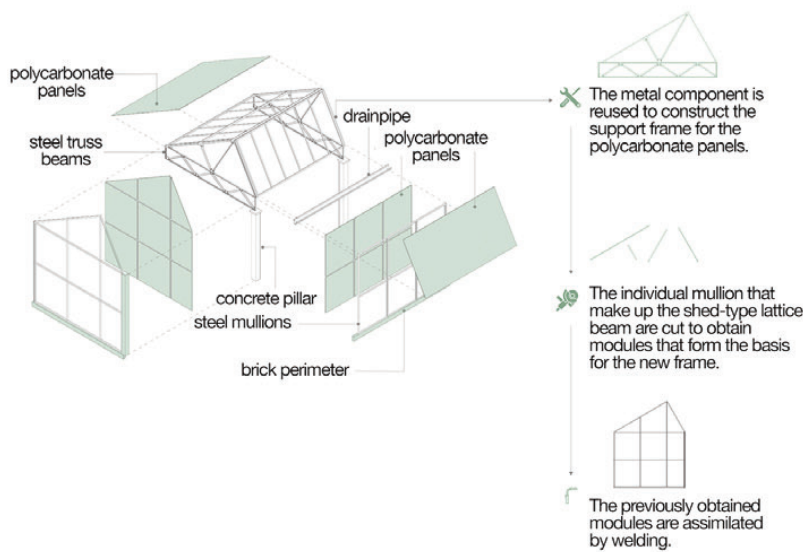 polycarbonate
panels
steel truss
beams
drainpipe
polycarbonate
panels
concrete pillar
steel mullions
brick perimeter
The metal component is
reused to construct the
support frame for the
polycarbonate panels.
The individual mullion that
make up the shed-type lattice
beam are cut to obtain
modules that form the basis
for the new frame.
The previously obtained
modules are assimilated
by welding.